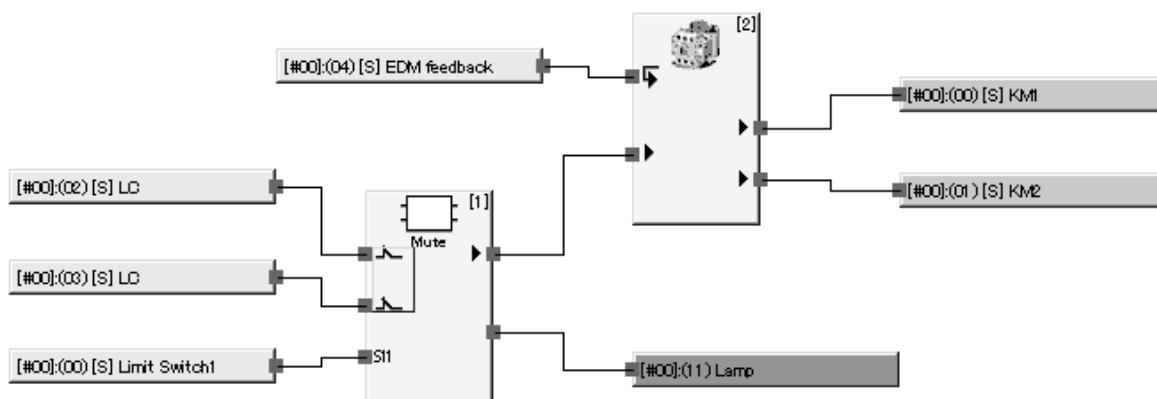 [2]
[#00]:(04) [S] EDM feedback
[#00]:(00) [S] KM1
[#00]:(02) [S] LC
[1]
[#00]:(01) [S] KM2
Mute
[#00]:(03) [S] LC
[#00]:(00) [S] Limit Switch1
S11
[#00]:(11) Lamp